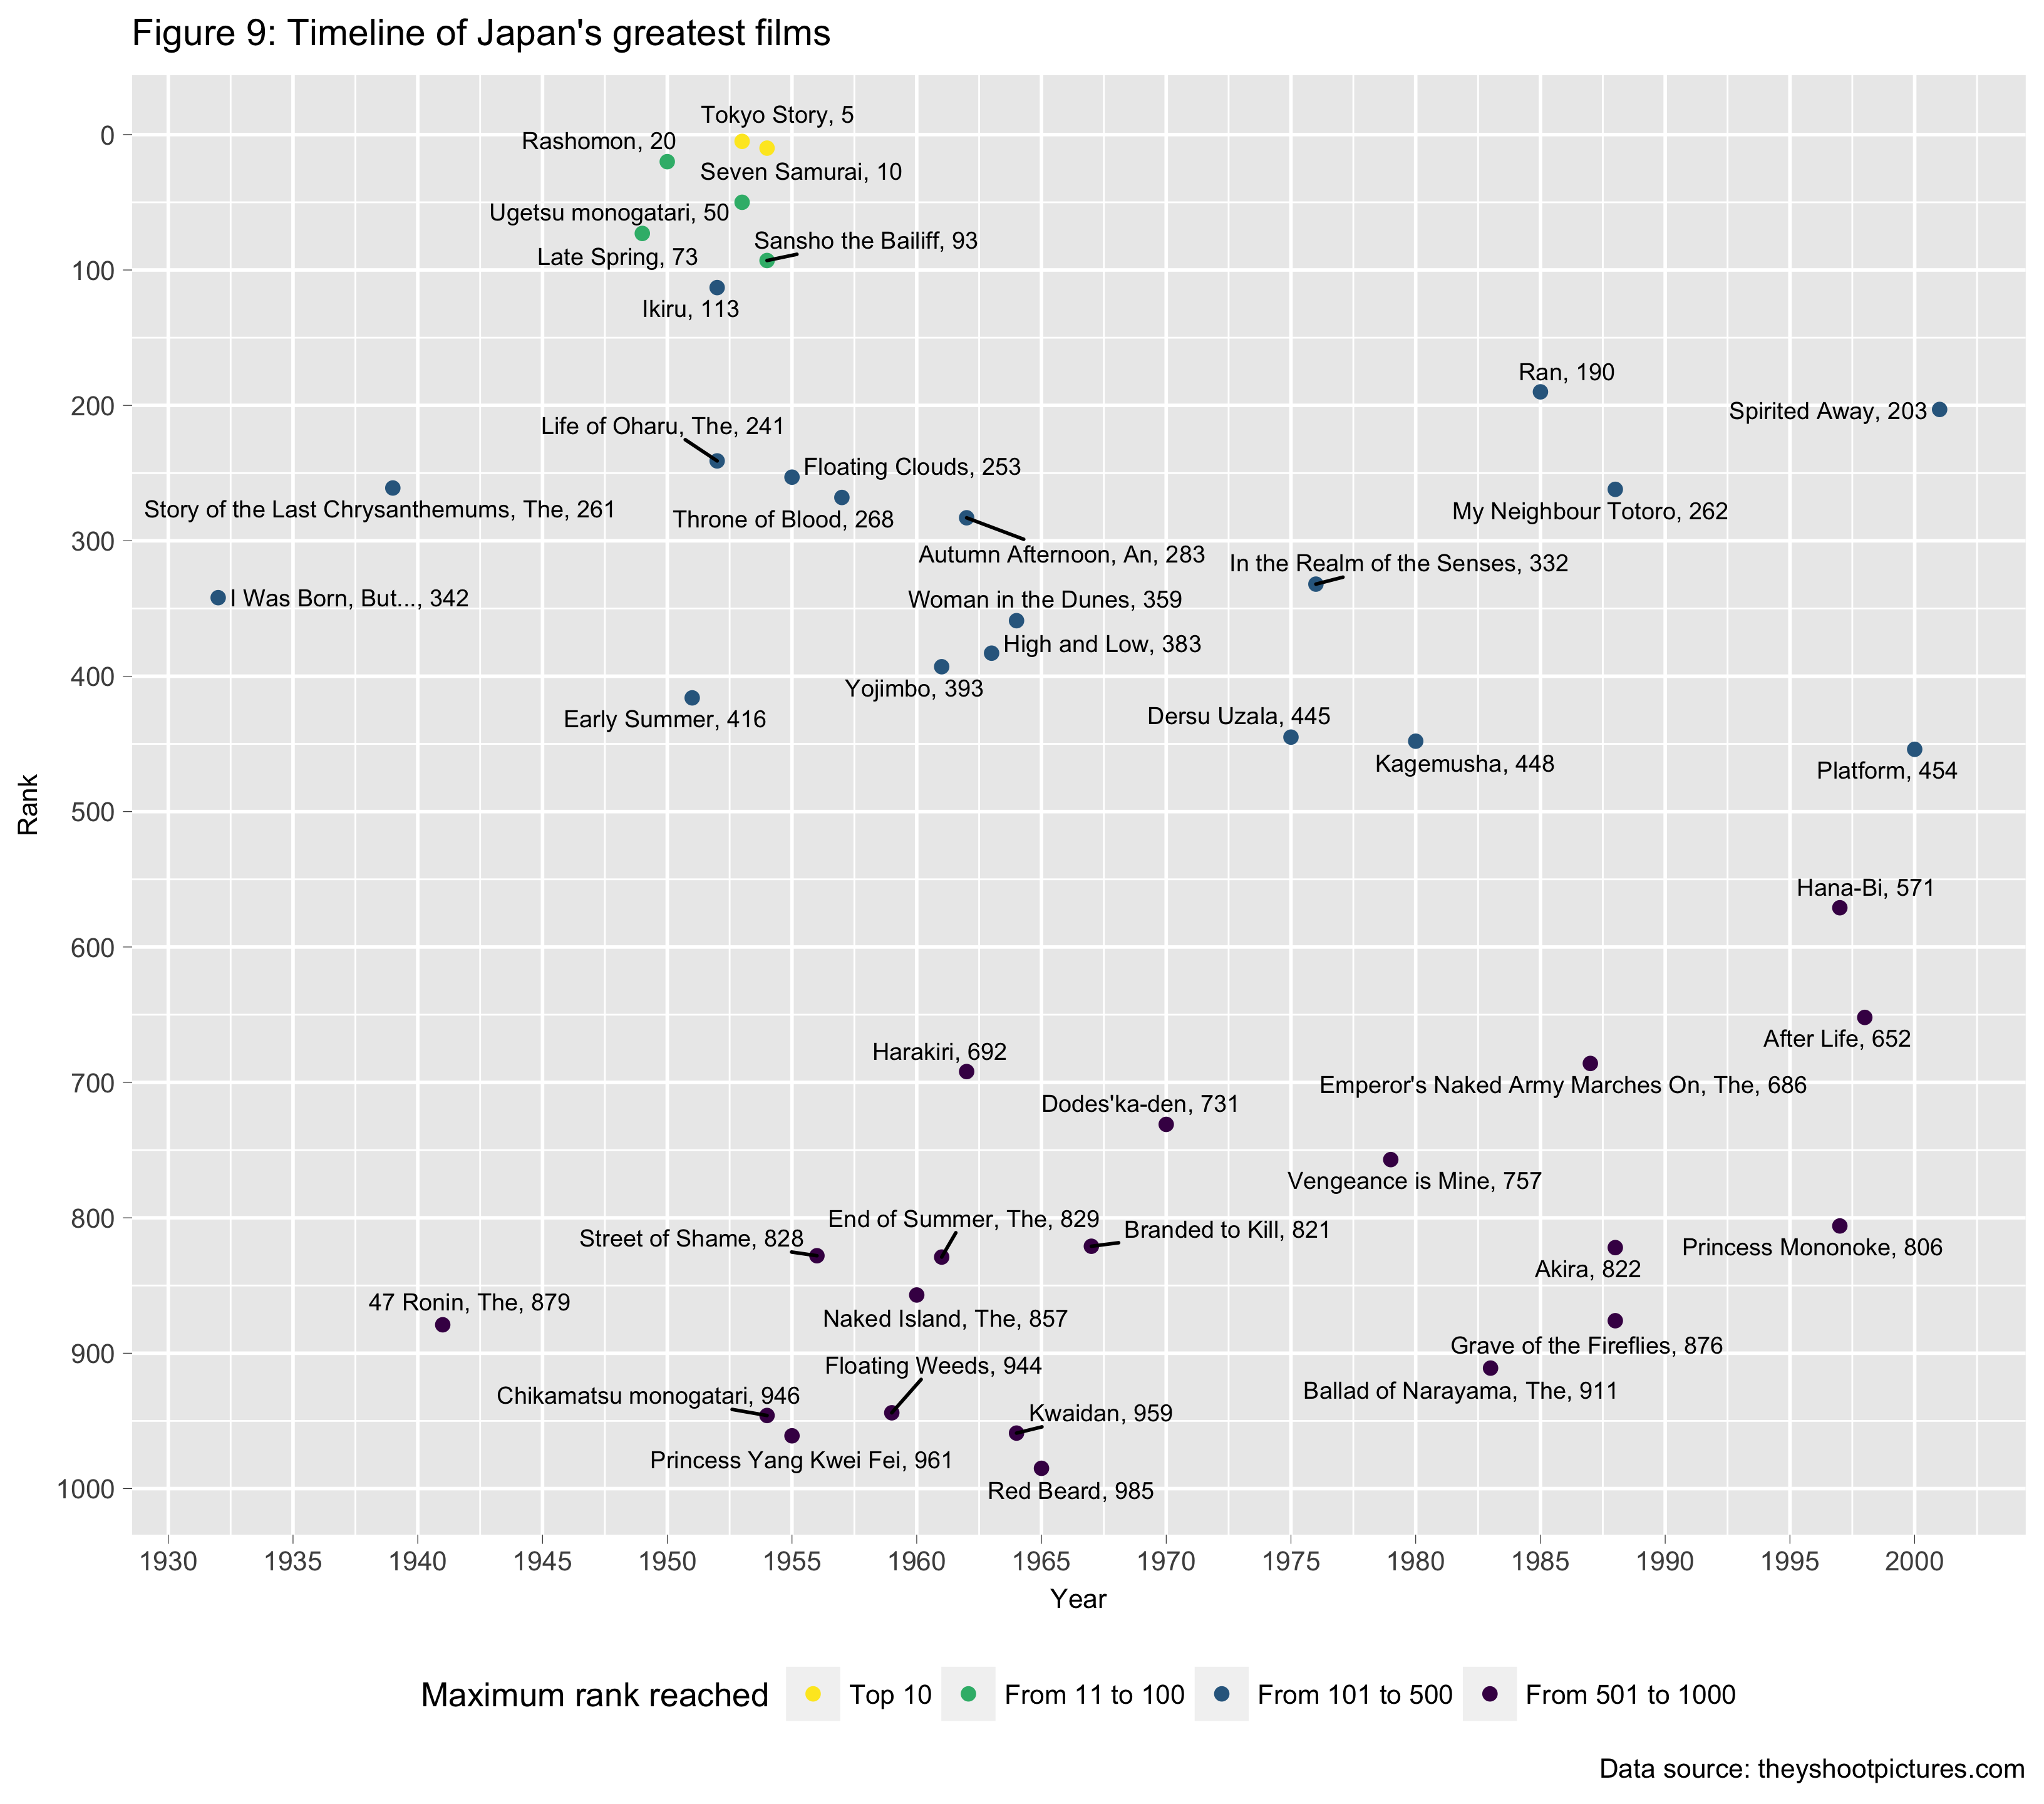 Figure 9: Timeline of Japan's greatest films
Tokyo Story, 5
0
Rashomon, 20
Seven Samurai, 10
Ugetsu monogatari, 50
Sansho the Bailiff, 93
Late Spring, 73
100
Ikiru, 113
Ran, 190
200
Spirited Away, 203
Life of Oharu, The, 241
Floating Clouds, 253
Story of the Last Chrysanthemums, The, 261
My Neighbour Totoro, 262
Throne of Blood, 268
300
Autumn Afternoon, An, 283
In the Realm of the Senses, 332
I Was Born, But..., 342
Woman in the Dunes, 359
High and Low, 383
400
Yojimbo, 393
Early Summer, 416
Dersu Uzala, 445
Kagemusha, 448
Platform, 454
Rank
500
Hana-Bi, 571
600
After Life, 652
Harakiri, 692
700
Emperor's Naked Army Marches On, The, 686
Dodes'ka-den, 731
Vengeance is Mine, 757
800
End of Summer, The, 829
Branded to Kill, 821
Street of Shame, 828
Princess Mononoke, 806
Akira, 822
47 Ronin, The, 879
Naked Island, The, 857
Grave of the Fireflies, 876
900
Floating Weeds, 944
Ballad of Narayama, The, 911
Chikamatsu monogatari, 946
Kwaidan, 959
Princess Yang Kwei Fei, 961
1000
Red Beard, 985
1930 1935 1940 1945 1950 1955 1960 1965 1970 1975 1980 1985 1990 1995 2000
Year
Maximum rank reached Top 10 From 11 to 100 From 101 to 500 From 501 to 1000
Data source: theyshootpictures.com